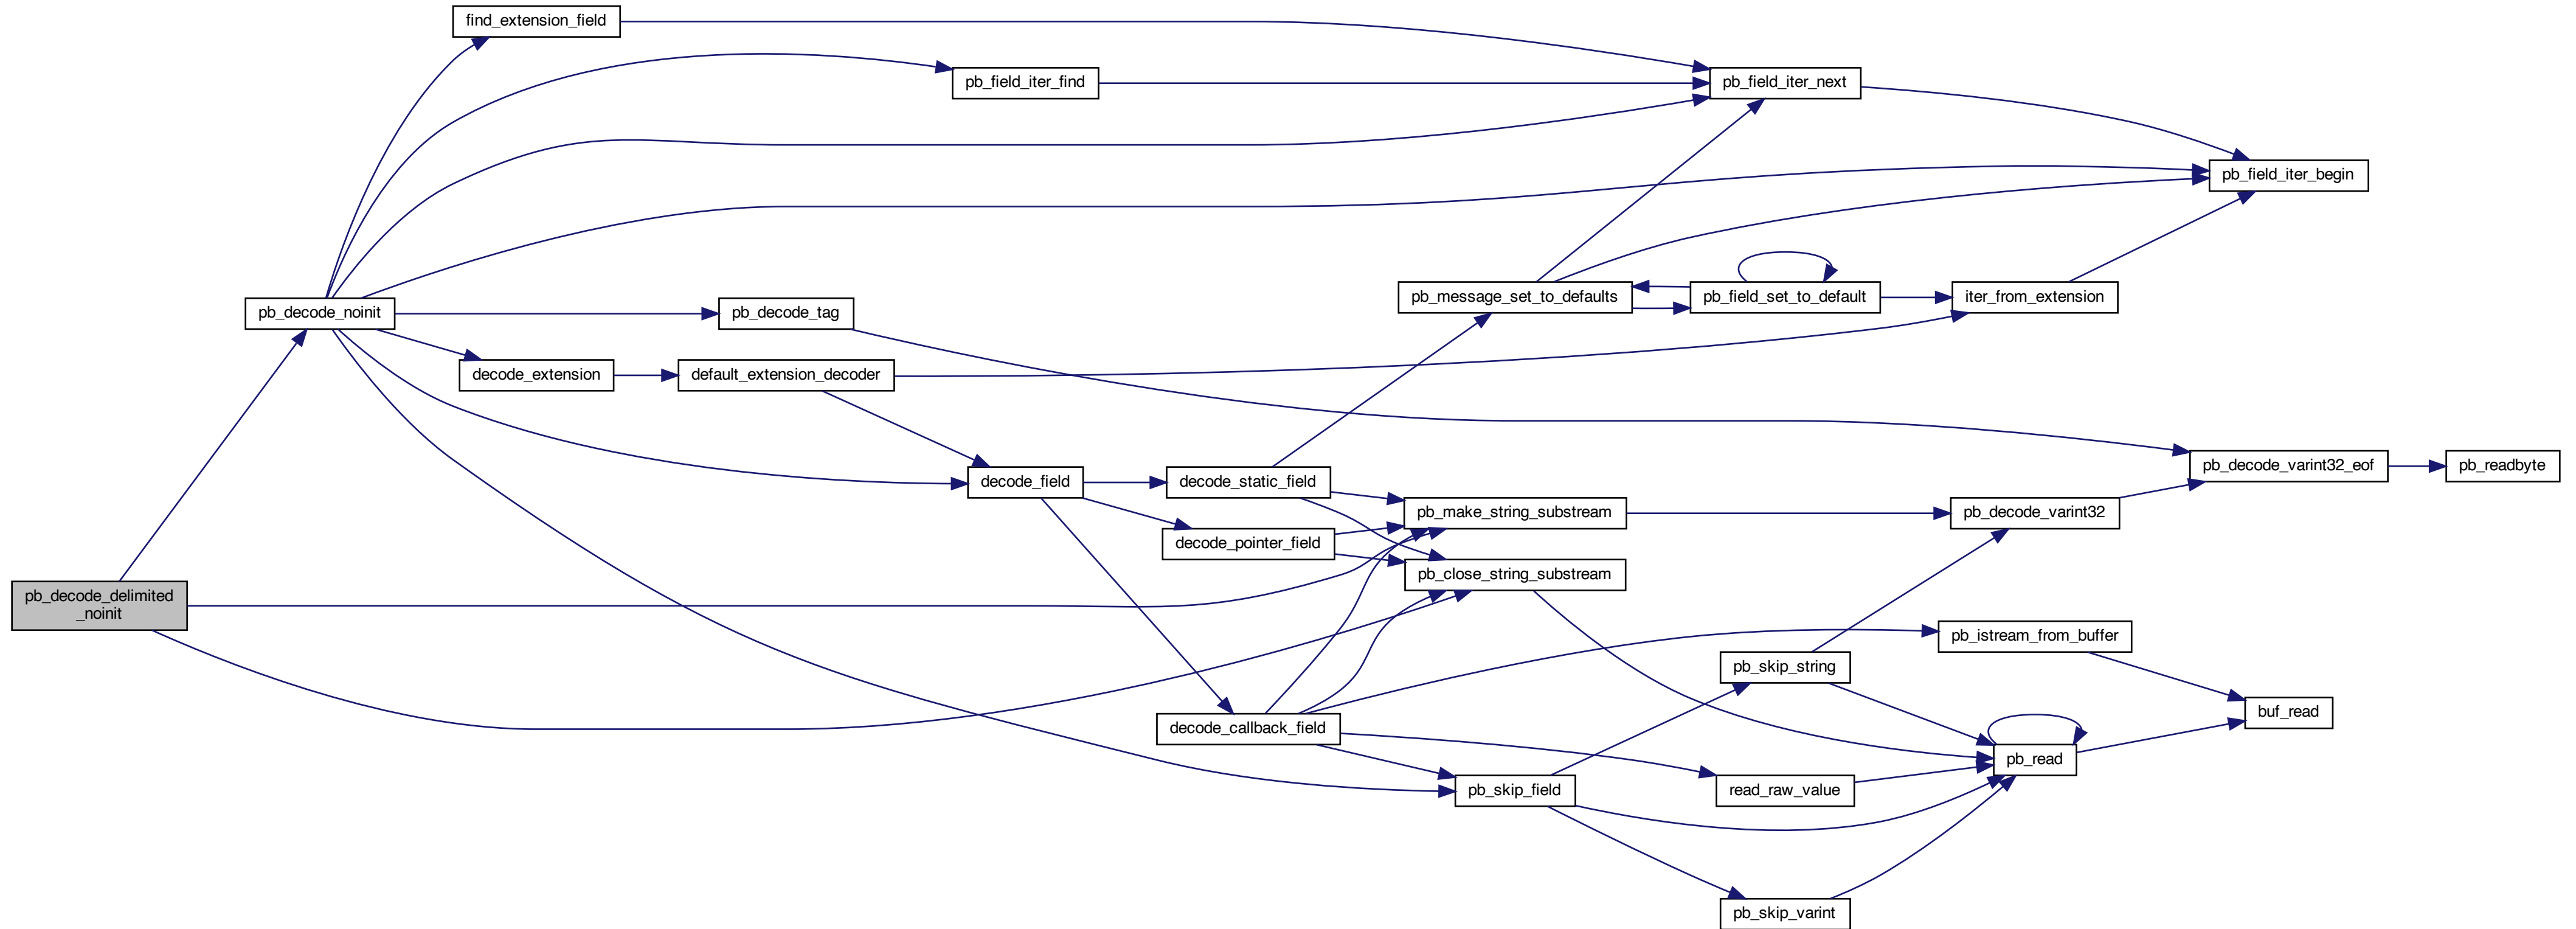 find_extension_field
pb_field_iter_find
pb_field_iter_next
pb_field_iter_begin
pb_message_set_to_defaults
pb_field_set_to_default
iter_from_extension
pb_decode_noinit
pb_decode_tag
decode_extension
default_extension_decoder
decode_field
decode_static_field
pb_decode_varint32_eof
pb_readbyte
pb_make_string_substream
pb_decode_varint32
decode_pointer_field
pb_close_string_substream
pb_decode_delimited
_noinit
pb_istream_from_buffer
pb_skip_string
buf_read
decode_callback_field
pb_read
pb_skip_field
read_raw_value
pb_skip_varint